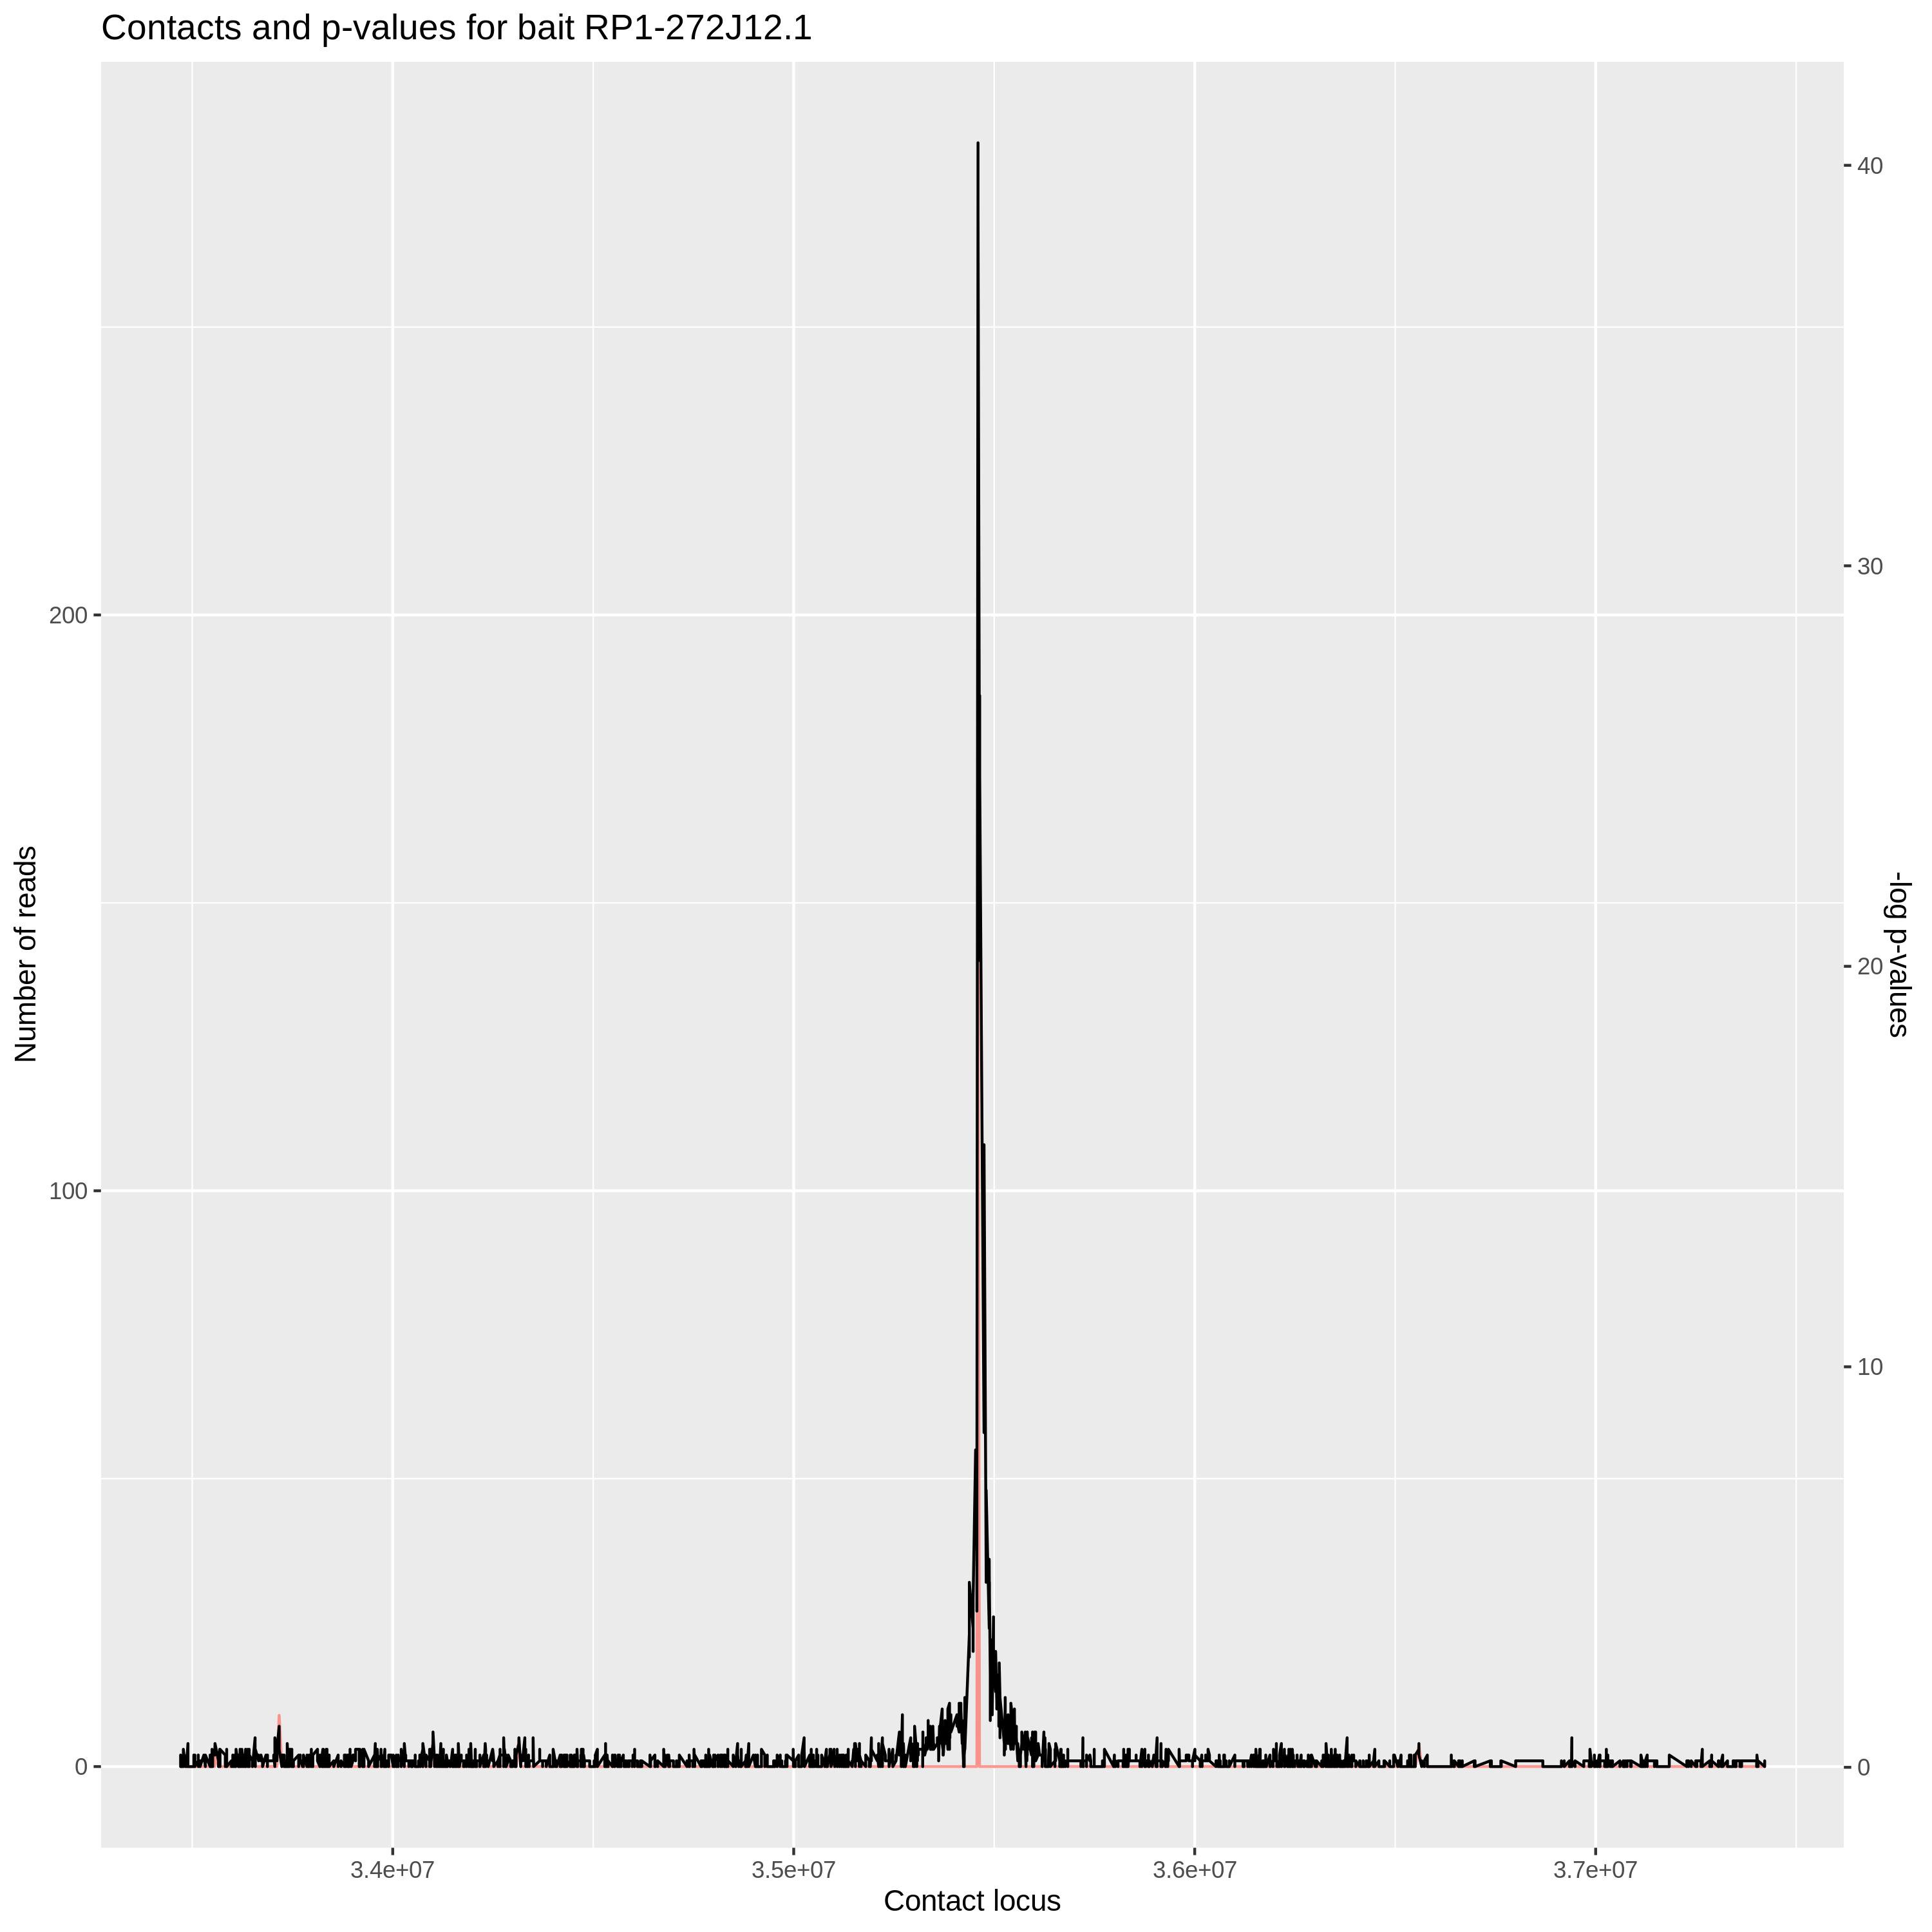 Contacts and p-values for bait RP1-272J12.1
Number of reads
200
100
0
40
30
20
10
0
-log p-values
3.4e+07
3.5e+07
3.6e+07
3.7e+07
Contact locus